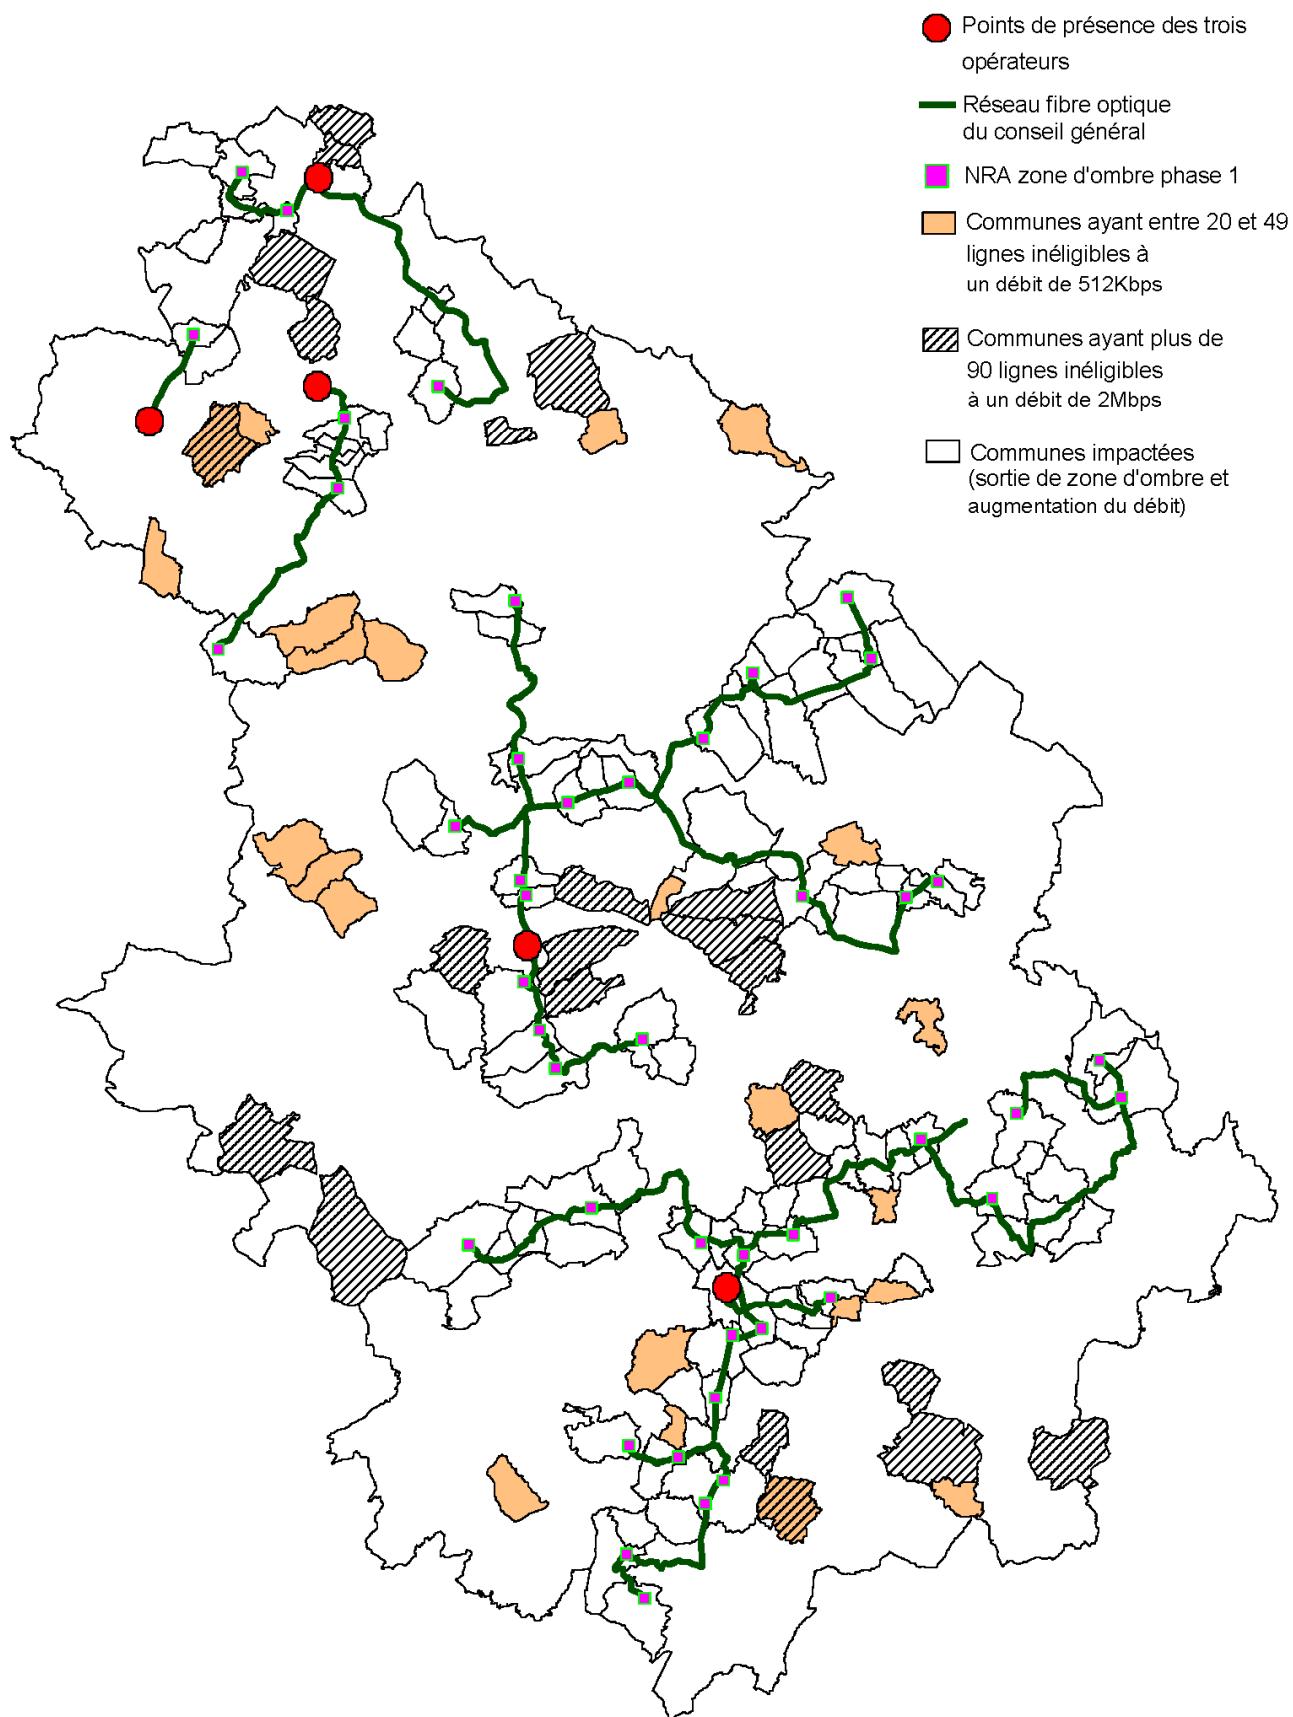 Points de présence des trois
opérateurs
Réseau fibre optique
du conseil général
NRA zone d'ombre phase 1
Communes ayant entre 20 et 49
lignes inéligibles à
un débit de 512Kbps
Communes ayant plus de
90 lignes inéligibles
à un débit de 2Mbps
Communes impactées
(sortie de zone d'ombre et
augmentation du débit)